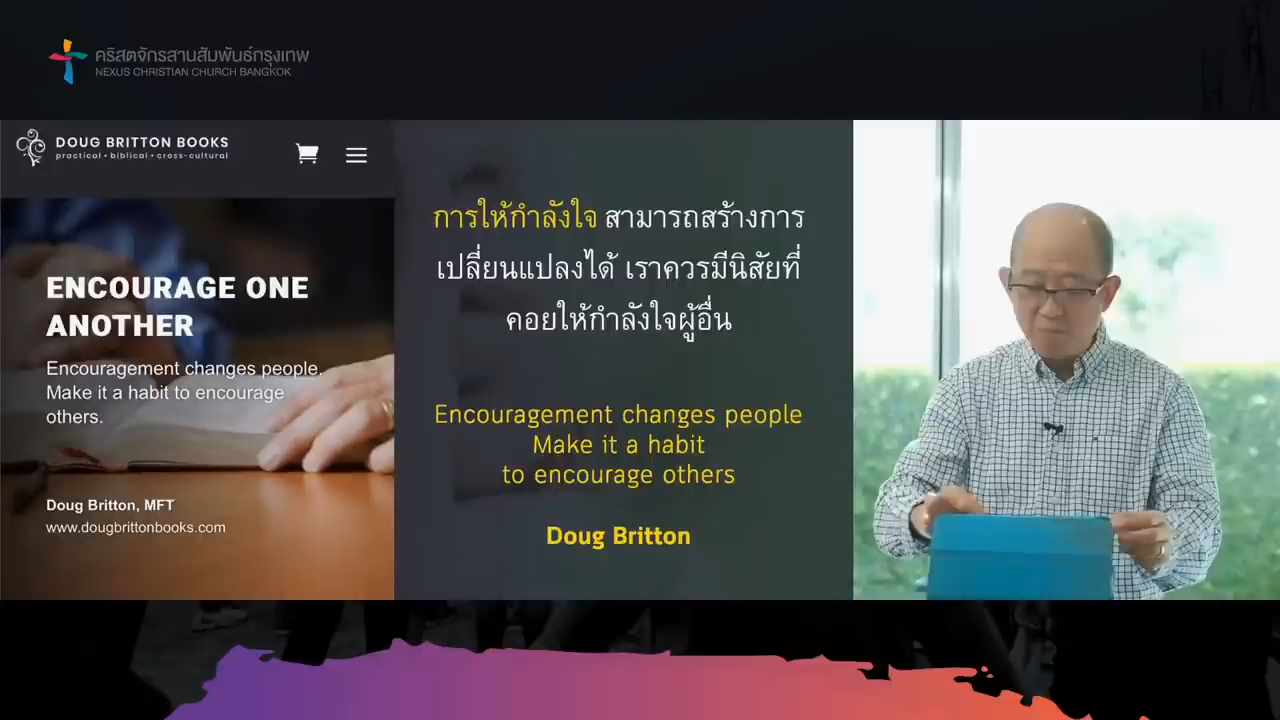 คริสตจักรสานสัมพันธ์กรุงเทพ
NEXUS CHRISTIAN CHURCH BANGKOK
DOUG BRITTON BOOKS
practical • biblical • cross-cultural
ENCOURAGE ONE
ANOTHER
Encouragement changes people.
Make it a habit to encourage
others.
Doug Britton, MFT
www.dougbrittonbooks.com
การให้กำลังใจ สามารถสร้างการ
เปลี่ยนแปลงได้ เราควรมีนิสัยที่
คอยให้กำลังใจผู้อื่น
Encouragement changes people
Make it a habit
to encourage others
Doug Britton